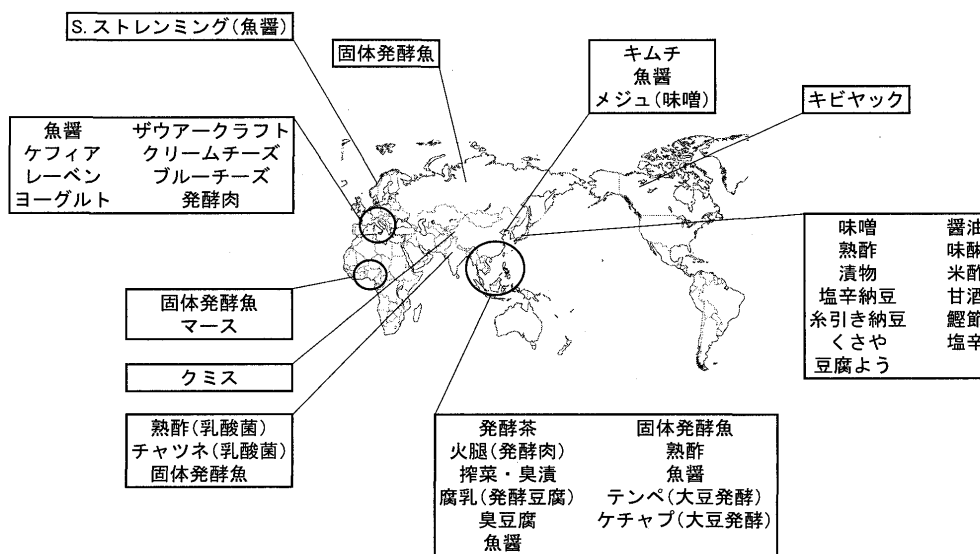 S. ストレンミング(魚醤)
固体発酵魚
キムチ
魚醤
メジュ(味噌)
キビヤック
魚醤 ザウアークラフト
ケフィア クリームチーズ
レーベン ブルーチーズ
ヨーグルト 発酵肉
味噌 醤油
熟酢 味醂
漬物 米酢
塩辛納豆 甘酒
糸引き納豆 鰹節
くさや 塩辛
豆腐よう
固体発酵魚
マース
クミス
熟酢(乳酸菌)
チャツネ(乳酸菌)
固体発酵魚
発酵茶 固体発酵魚
火腿(発酵肉) 熟酢
搾菜・臭漬 魚醤
腐乳(発酵豆腐) テンペ(大豆発酵)
臭豆腐 ケチャプ(大豆発酵)
魚醤